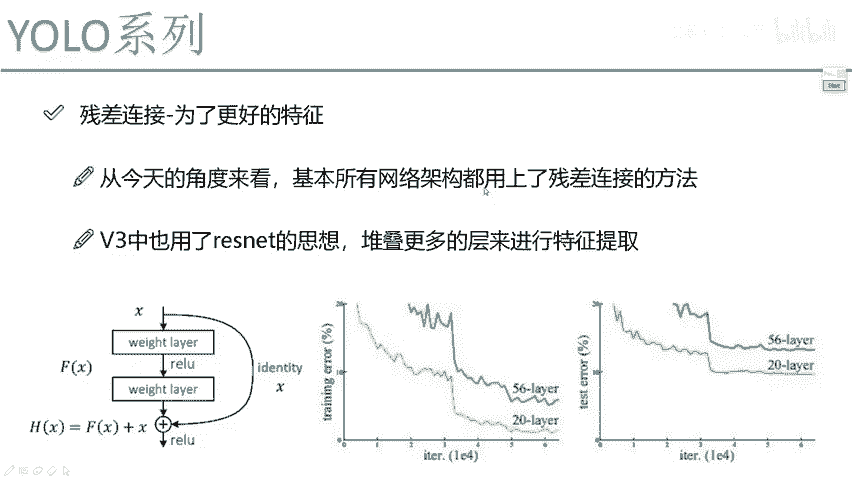 YOLO系列
残差连接-为了更好的特征
从今天的角度来看，基本所有网络架构都用上了残差连接的方法
V3中也用了resnet的思想，堆叠更多的层来进行特征提取
x
weight layer
F(x)
relu
weight layer
identity
x
H(x) = F(x) + x
relu
20
10
0
training error (%)
56-layer
20-layer
0 1 2 3 4 5 6
iter. (1e4)
20
10
0
test error (%)
56-layer
20-layer
0 1 2 3 4 5 6
iter. (1e4)